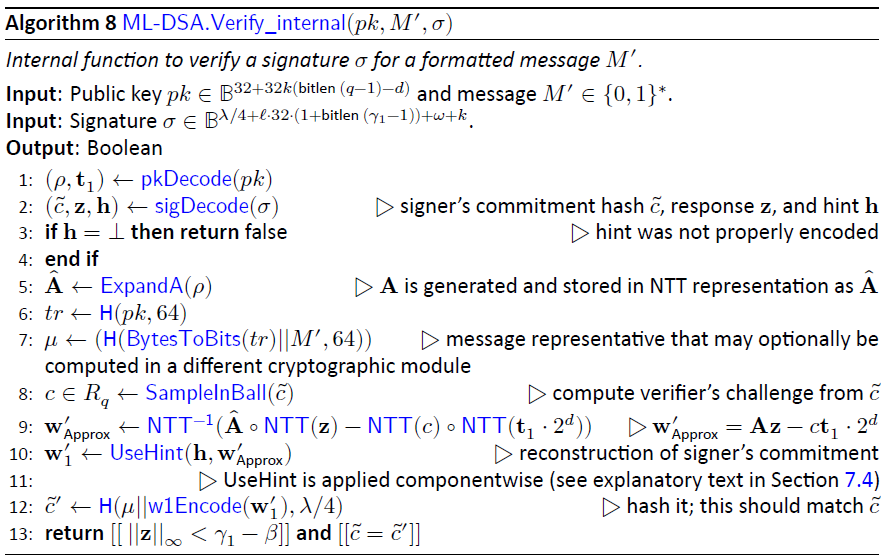 Algorithm 8 ML-DSA.Verify_internal(pk, M′, σ)
Internal function to verify a signature σ for a formatted message M′.
Input: Public key pk ∈ 𝔹^{32+32k(bitlen (q−1)−d)} and message M′ ∈ {0, 1}*.
Input: Signature σ ∈ 𝔹^{λ/4+ℓ·32·(1+bitlen (γ₁−1))+ω+k}.
Output: Boolean
1: (ρ, t₁) ← pkDecode(pk)
2: (c̃, z, h) ← sigDecode(σ) ▷ signer's commitment hash c̃, response z, and hint h
3: if h = ⊥ then return false ▷ hint was not properly encoded
4: end if
5: Â ← ExpandA(ρ) ▷ A is generated and stored in NTT representation as Â
6: tr ← H(pk, 64)
7: μ ← (H(BytesToBits(tr)||M′, 64)) ▷ message representative that may optionally be
computed in a different cryptographic module
8: c ∈ R_q ← SampleInBall(c̃) ▷ compute verifier's challenge from c̃
9: w′_Approx ← NTT⁻¹(Â ∘ NTT(z) − NTT(c) ∘ NTT(t₁ · 2^d)) ▷ w′_Approx = Az − ct₁ · 2^d
10: w′₁ ← UseHint(h, w′_Approx) ▷ reconstruction of signer's commitment
11: ▷ UseHint is applied componentwise (see explanatory text in Section 7.4)
12: c̃′ ← H(μ||w1Encode(w′₁), λ/4) ▷ hash it; this should match c̃
13: return [[ ||z||∞ < γ₁ − β]] and [[c̃ = c̃′]]